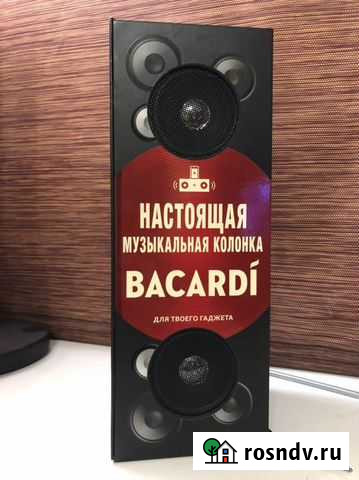 НАСТОЯЩАЯ
МУЗЫКАЛЬНАЯ КОЛОНКА
BACARDÍ
ДЛЯ ТВОЕГО ГАДЖЕТА
rosndv.ru